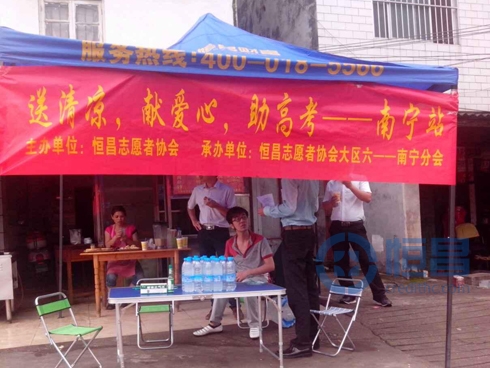 服务热线:400-018-5566
送清凉，献爱心，助高考——南宁站
主办单位：恒昌志愿者协会 承办单位：恒昌志愿者协会大区六——南宁分会
恒昌